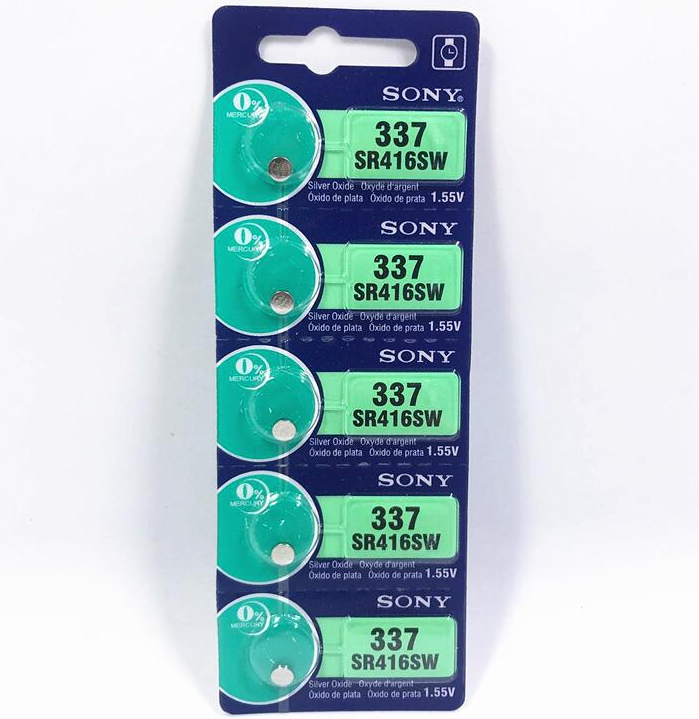 SONY®
0%
MERCURY
337
SR416SW
Silver Oxide Oxyde d'argent
Óxido de plata Óxido de prata 1.55V
SONY
0%
MERCURY
337
SR416SW
Silver Oxide Oxyde d'argent
Óxido de plata Óxido de prata 1.55V
SONY
0%
MERCURY
337
SR416SW
Silver Oxide Oxyde d'argent
Óxido de plata Óxido de prata 1.55V
SONY
0%
MERCURY
337
SR416SW
Silver Oxide Oxyde d'argent
Óxido de plata Óxido de prata 1.55V
SONY
0%
MERCURY
337
SR416SW
Silver Oxide Oxyde d'argent
Óxido de plata Óxido de prata 1.55V